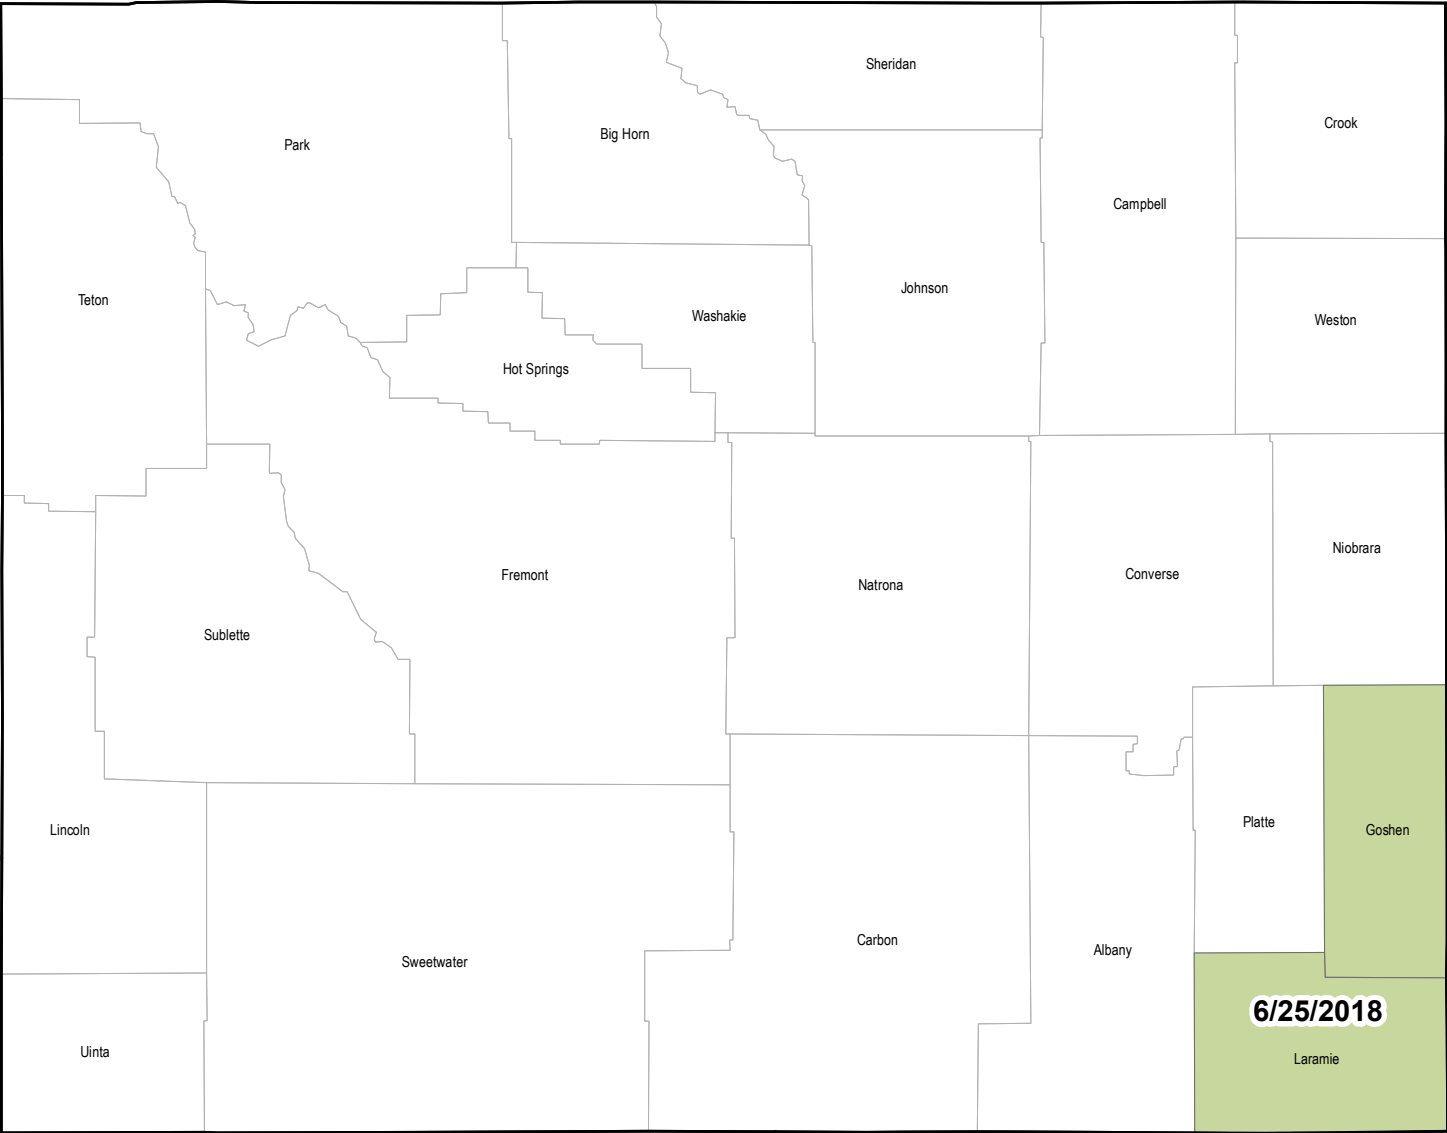 Sheridan
Crook
Big Horn
Park
Campbell
Johnson
Teton
Washakie
Weston
Hot Springs
Niobrara
Converse
Fremont
Natrona
Sublette
Platte
Lincoln
Goshen
Carbon
Albany
Sweetwater
6/25/2018
Uinta
Laramie